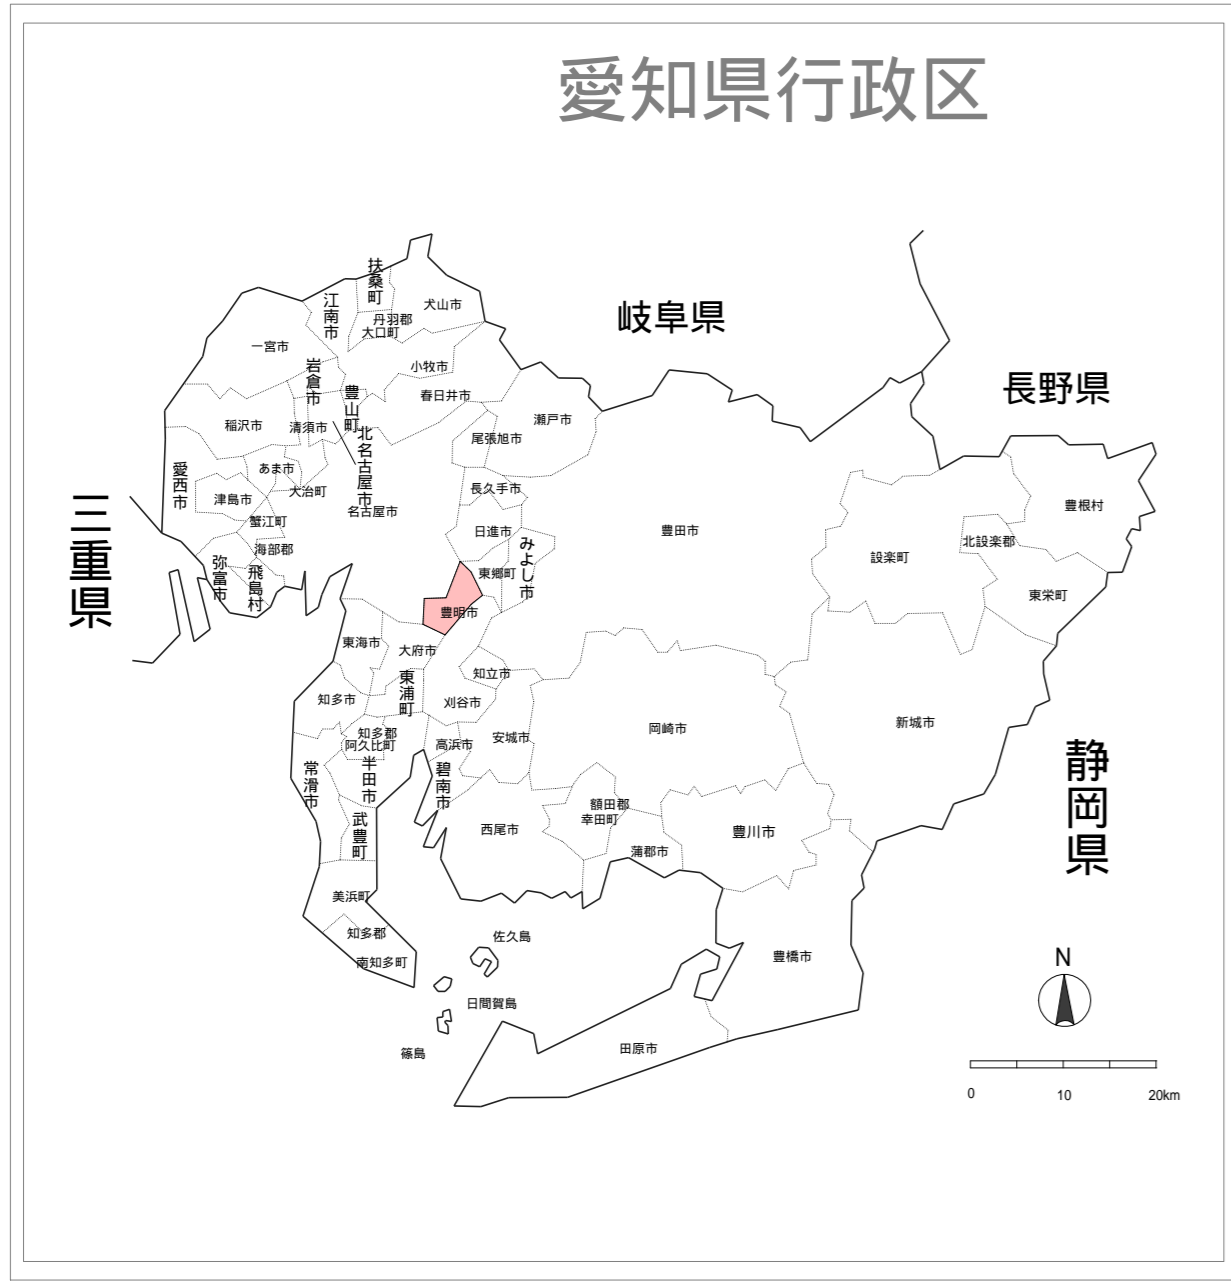 愛知県行政区
岐阜県
長野県
三重県
静岡県
扶桑町
江南市
犬山市
丹羽郡
大口町
一宮市
岩倉市
小牧市
豊山町
春日井市
稲沢市
清須市
北名古屋市
尾張旭市
瀬戸市
愛西市
あま市
津島市
大治町
名古屋市
長久手市
蟹江町
日進市
みよし市
豊田市
海部郡
弥富市
飛島村
東郷町
豊明市
設楽町
北設楽郡
豊根村
東栄町
東海市
大府市
東浦町
知立市
知多市
刈谷市
知多郡
阿久比町
高浜市
安城市
岡崎市
新城市
常滑市
半田市
碧南市
武豊町
西尾市
額田郡
幸田町
蒲郡市
豊川市
美浜町
知多郡
南知多町
佐久島
日間賀島
篠島
豊橋市
田原市
N
0 10 20km